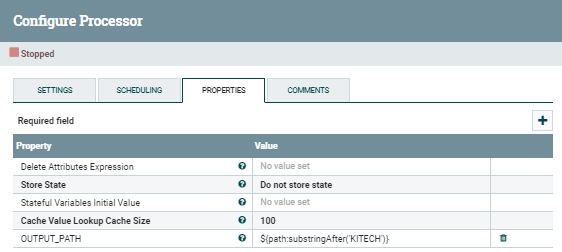 Configure Processor
Stopped
SETTINGS SCHEDULING PROPERTIES COMMENTS
Required field
Property Value
Delete Attributes Expression No value set
Store State Do not store state
Stateful Variables Initial Value No value set
Cache Value Lookup Cache Size 100
OUTPUT_PATH ${path:substringAfter('KITECH')}